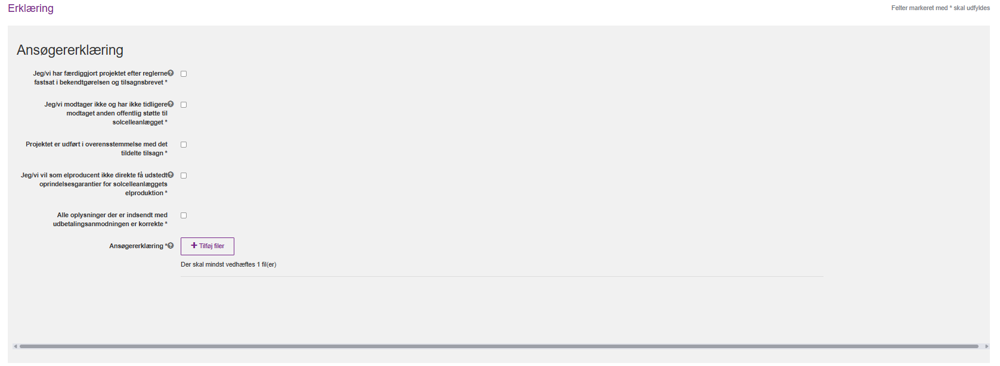 Erklæring
Felter markeret med * skal udfyldes
Ansøgererklæring
Jeg/vi har færdiggjort projektet efter reglerne
fastsat i bekendtgørelsen og tilsagnsbrevet *
Jeg/vi modtager ikke og har ikke tidligere
modtaget anden offentlig støtte til
solcelleanlægget *
Projektet er udført i overensstemmelse med det
tildelte tilsagn *
Jeg/vi vil som elproducent ikke direkte få udstedt
oprindelsesgarantier for solcelleanlæggets
elproduktion *
Alle oplysninger der er indsendt med
udbetalingsanmodningen er korrekte *
Ansøgererklæring *
Tilføj filer
Der skal mindst vedhæftes 1 fil(er)